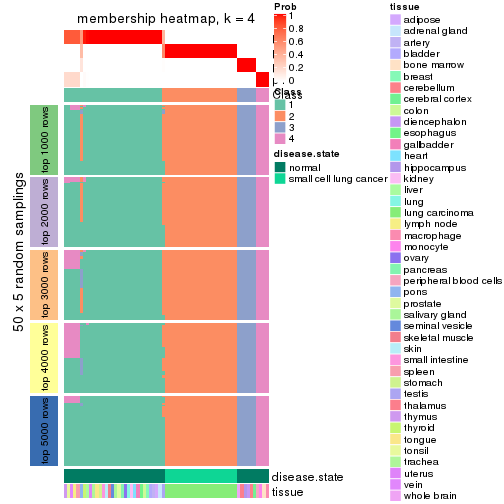 membership heatmap, k = 4
50 x 5 random samplings
top 1000 rows
top 2000 rows
top 3000 rows
top 4000 rows
top 5000 rows
disease.state
tissue
Prob
1
0.8
0.6
0.4
0.2
0
Class
Class
1
2
3
4
disease.state
normal
small cell lung cancer
tissue
adipose
adrenal gland
artery
bladder
bone marrow
breast
cerebellum
cerebral cortex
colon
diencephalon
esophagus
gallbladder
heart
hippocampus
kidney
liver
lung
lung carcinoma
lymph node
macrophage
monocyte
ovary
pancreas
peripheral blood cells
pons
prostate
salivary gland
seminal vesicle
skeletal muscle
skin
small intestine
spleen
stomach
testis
thalamus
thymus
thyroid
tongue
tonsil
trachea
uterus
vein
whole brain